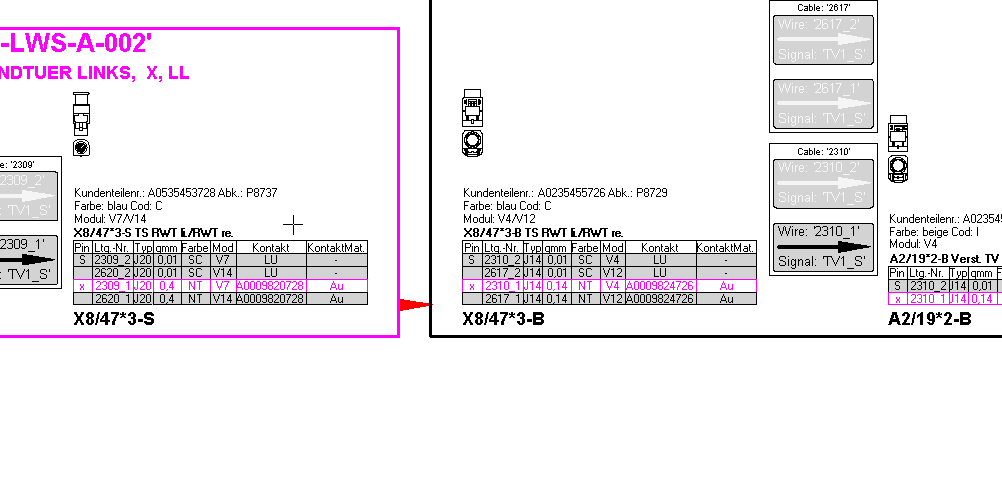 -LWS-A-002'
NDTUER LINKS, X, LL
e: '2309'
2309_2'
'TV1_S'
2309_1'
'TV1_S'
Kundenteilenr.: A0535453728 Abk.: P8737
Farbe: blau Cod: C
Modul: V7/V14
X8/47*3-S TS RWT li./RWT re.
Pin Ltg.-Nr. Typ qmm Farbe Mod Kontakt KontaktMat.
S 2309_2 J20 0,01 SC V7 LU -
2620_2 J20 0,01 SC V14 LU -
x 2309_1 J20 0,4 NT V7 A0009820728 Au
2620_1 J20 0,4 NT V14 A0009820728 Au
X8/47*3-S
Kundenteilenr.: A0235455726 Abk.: P8729
Farbe: blau Cod: C
Modul: V4/V12
X8/47*3-B TS RWT li./RWT re.
Pin Ltg.-Nr. Typ qmm Farbe Mod Kontakt KontaktMat.
S 2310_2 J14 0,01 SC V4 LU -
2617_2 J14 0,01 SC V12 LU -
x 2310_1 J14 0,14 NT V4 A0009824726 Au
2617_1 J14 0,14 NT V12 A0009824726 Au
X8/47*3-B
Cable: '2617'
Wire: '2617_2'
Signal: 'TV1_S'
Wire: '2617_1'
Signal: 'TV1_S'
Cable: '2310'
Wire: '2310_2'
Signal: 'TV1_S'
Wire: '2310_1'
Signal: 'TV1_S'
Kundenteilenr.: A02354
Farbe: beige Cod: I
Modul: V4
A2/19*2-B Verst. TV
Pin Ltg.-Nr. Typ qmm
S 2310_2 J14 0,01
x 2310_1 J14 0,14
A2/19*2-B